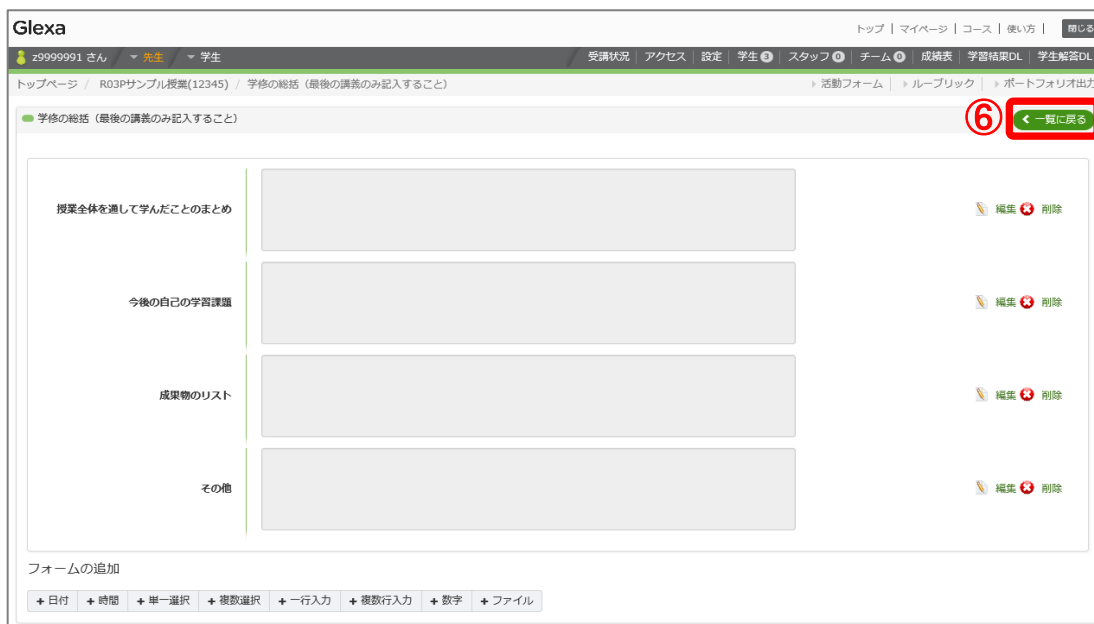 Glexa
トップ | マイページ | コース | 使い方 | 閉じる
z9999991 さん 先生 学生 受講状況 アクセス 設定 学生3 スタッフ0 チーム0 成績表 学習結果DL 学生解答DL
トップページ / R03Pサンプル授業(12345) / 学修の総括（最後の講義のみ記入すること） 活動フォーム | ルーブリック | ポートフォリオ出力
学修の総括（最後の講義のみ記入すること） ⑥ 一覧に戻る
授業全体を通して学んだことのまとめ 編集 削除
今後の自己の学習課題 編集 削除
成果物のリスト 編集 削除
その他 編集 削除
フォームの追加
+ 日付 + 時間 + 単一選択 + 複数選択 + 一行入力 + 複数行入力 + 数字 + ファイル